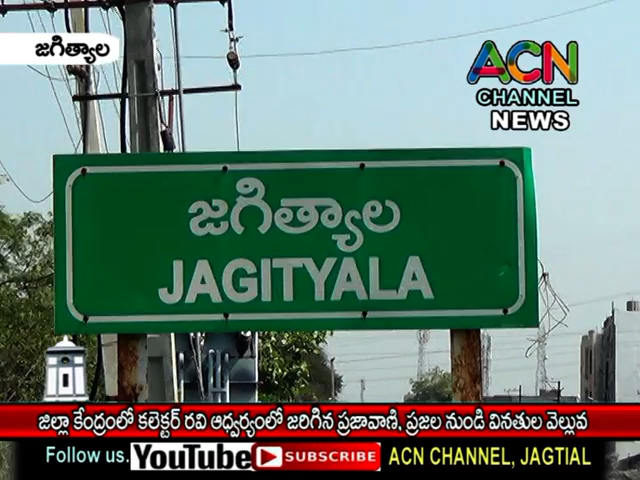 జగిత్యాల
ACN
CHANNEL
NEWS
జగిత్యాల
JAGITYALA
జిల్లా కేంద్రంలో కలెక్టర్ రవి ఆధ్వర్యంలో జరిగిన ప్రజావాణి, ప్రజల నుండి వినతుల వెల్లువ
Follow us. YouTube SUBSCRIBE ACN CHANNEL, JAGTIAL